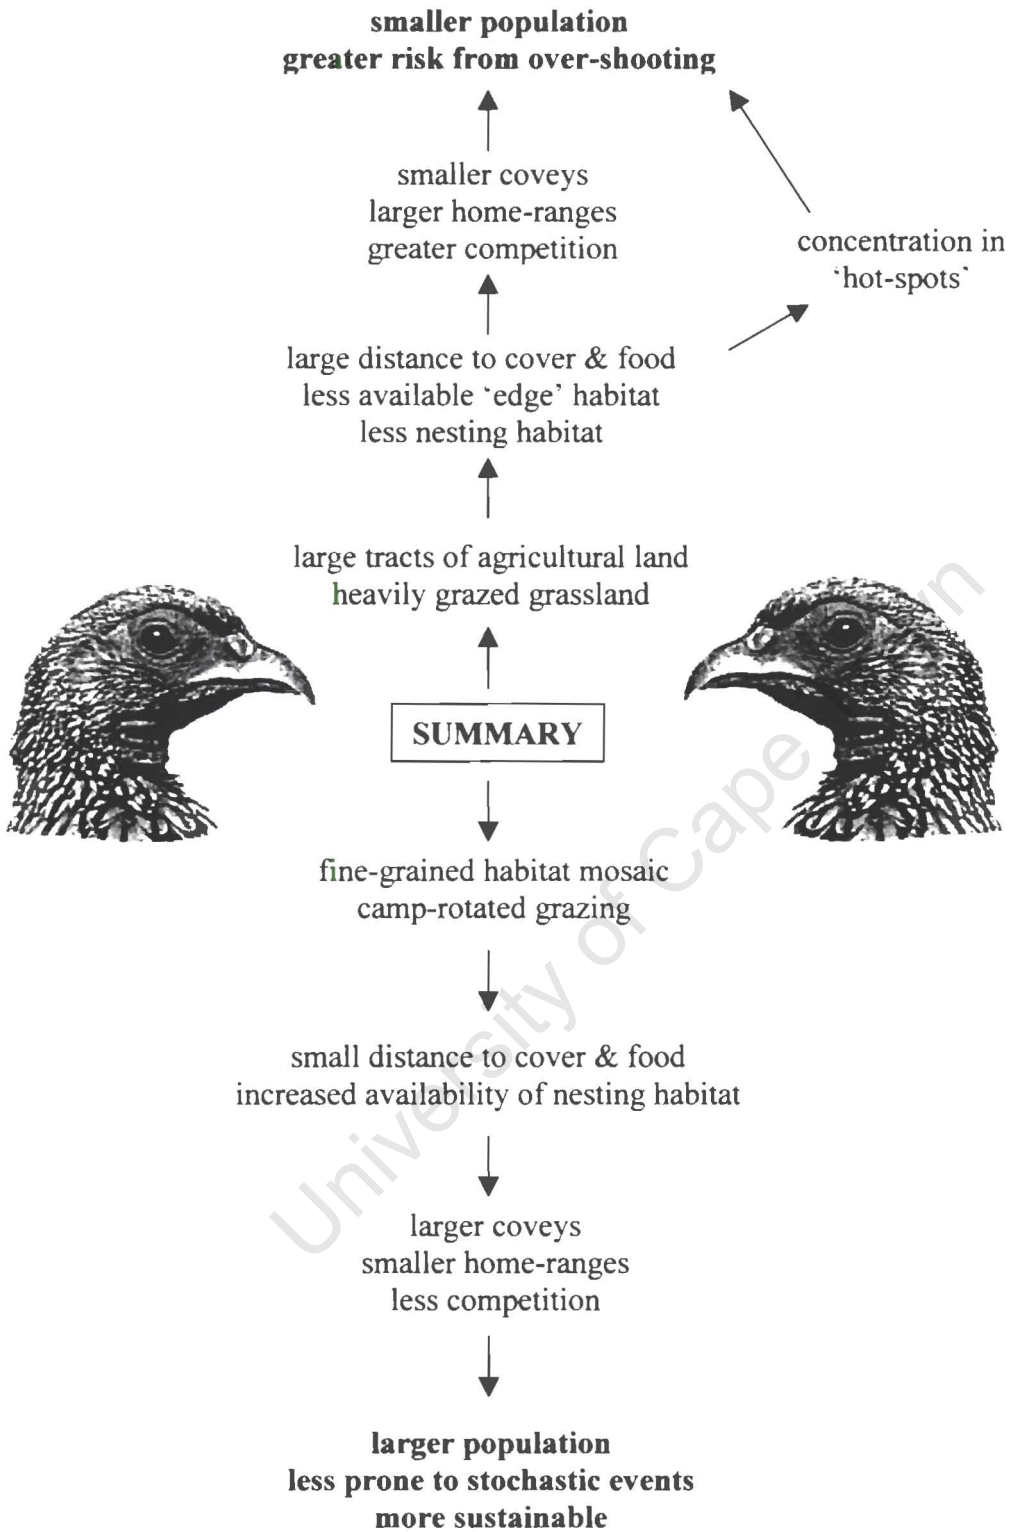 smaller population
greater risk from over-shooting
smaller coveys
larger home-ranges
greater competition
concentration in
'hot-spots'
large distance to cover & food
less available 'edge' habitat
less nesting habitat
large tracts of agricultural land
heavily grazed grassland
SUMMARY
fine-grained habitat mosaic
camp-rotated grazing
small distance to cover & food
increased availability of nesting habitat
larger coveys
smaller home-ranges
less competition
larger population
less prone to stochastic events
more sustainable
University of Cape Town